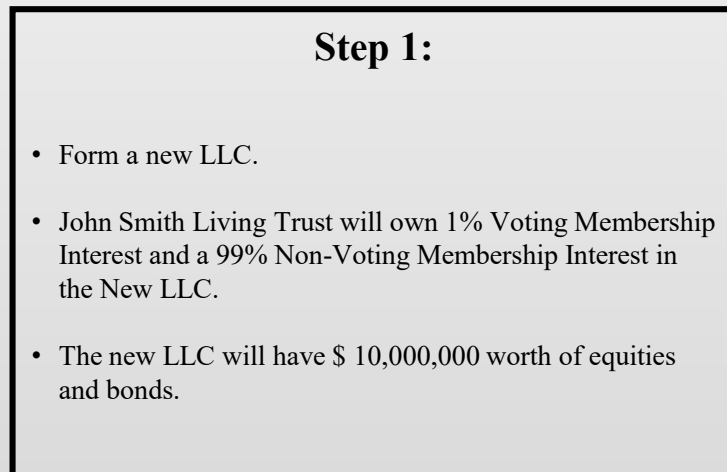 Step 1:
• Form a new LLC.
• John Smith Living Trust will own 1% Voting Membership
Interest and a 99% Non-Voting Membership Interest in
the New LLC.
• The new LLC will have $ 10,000,000 worth of equities
and bonds.